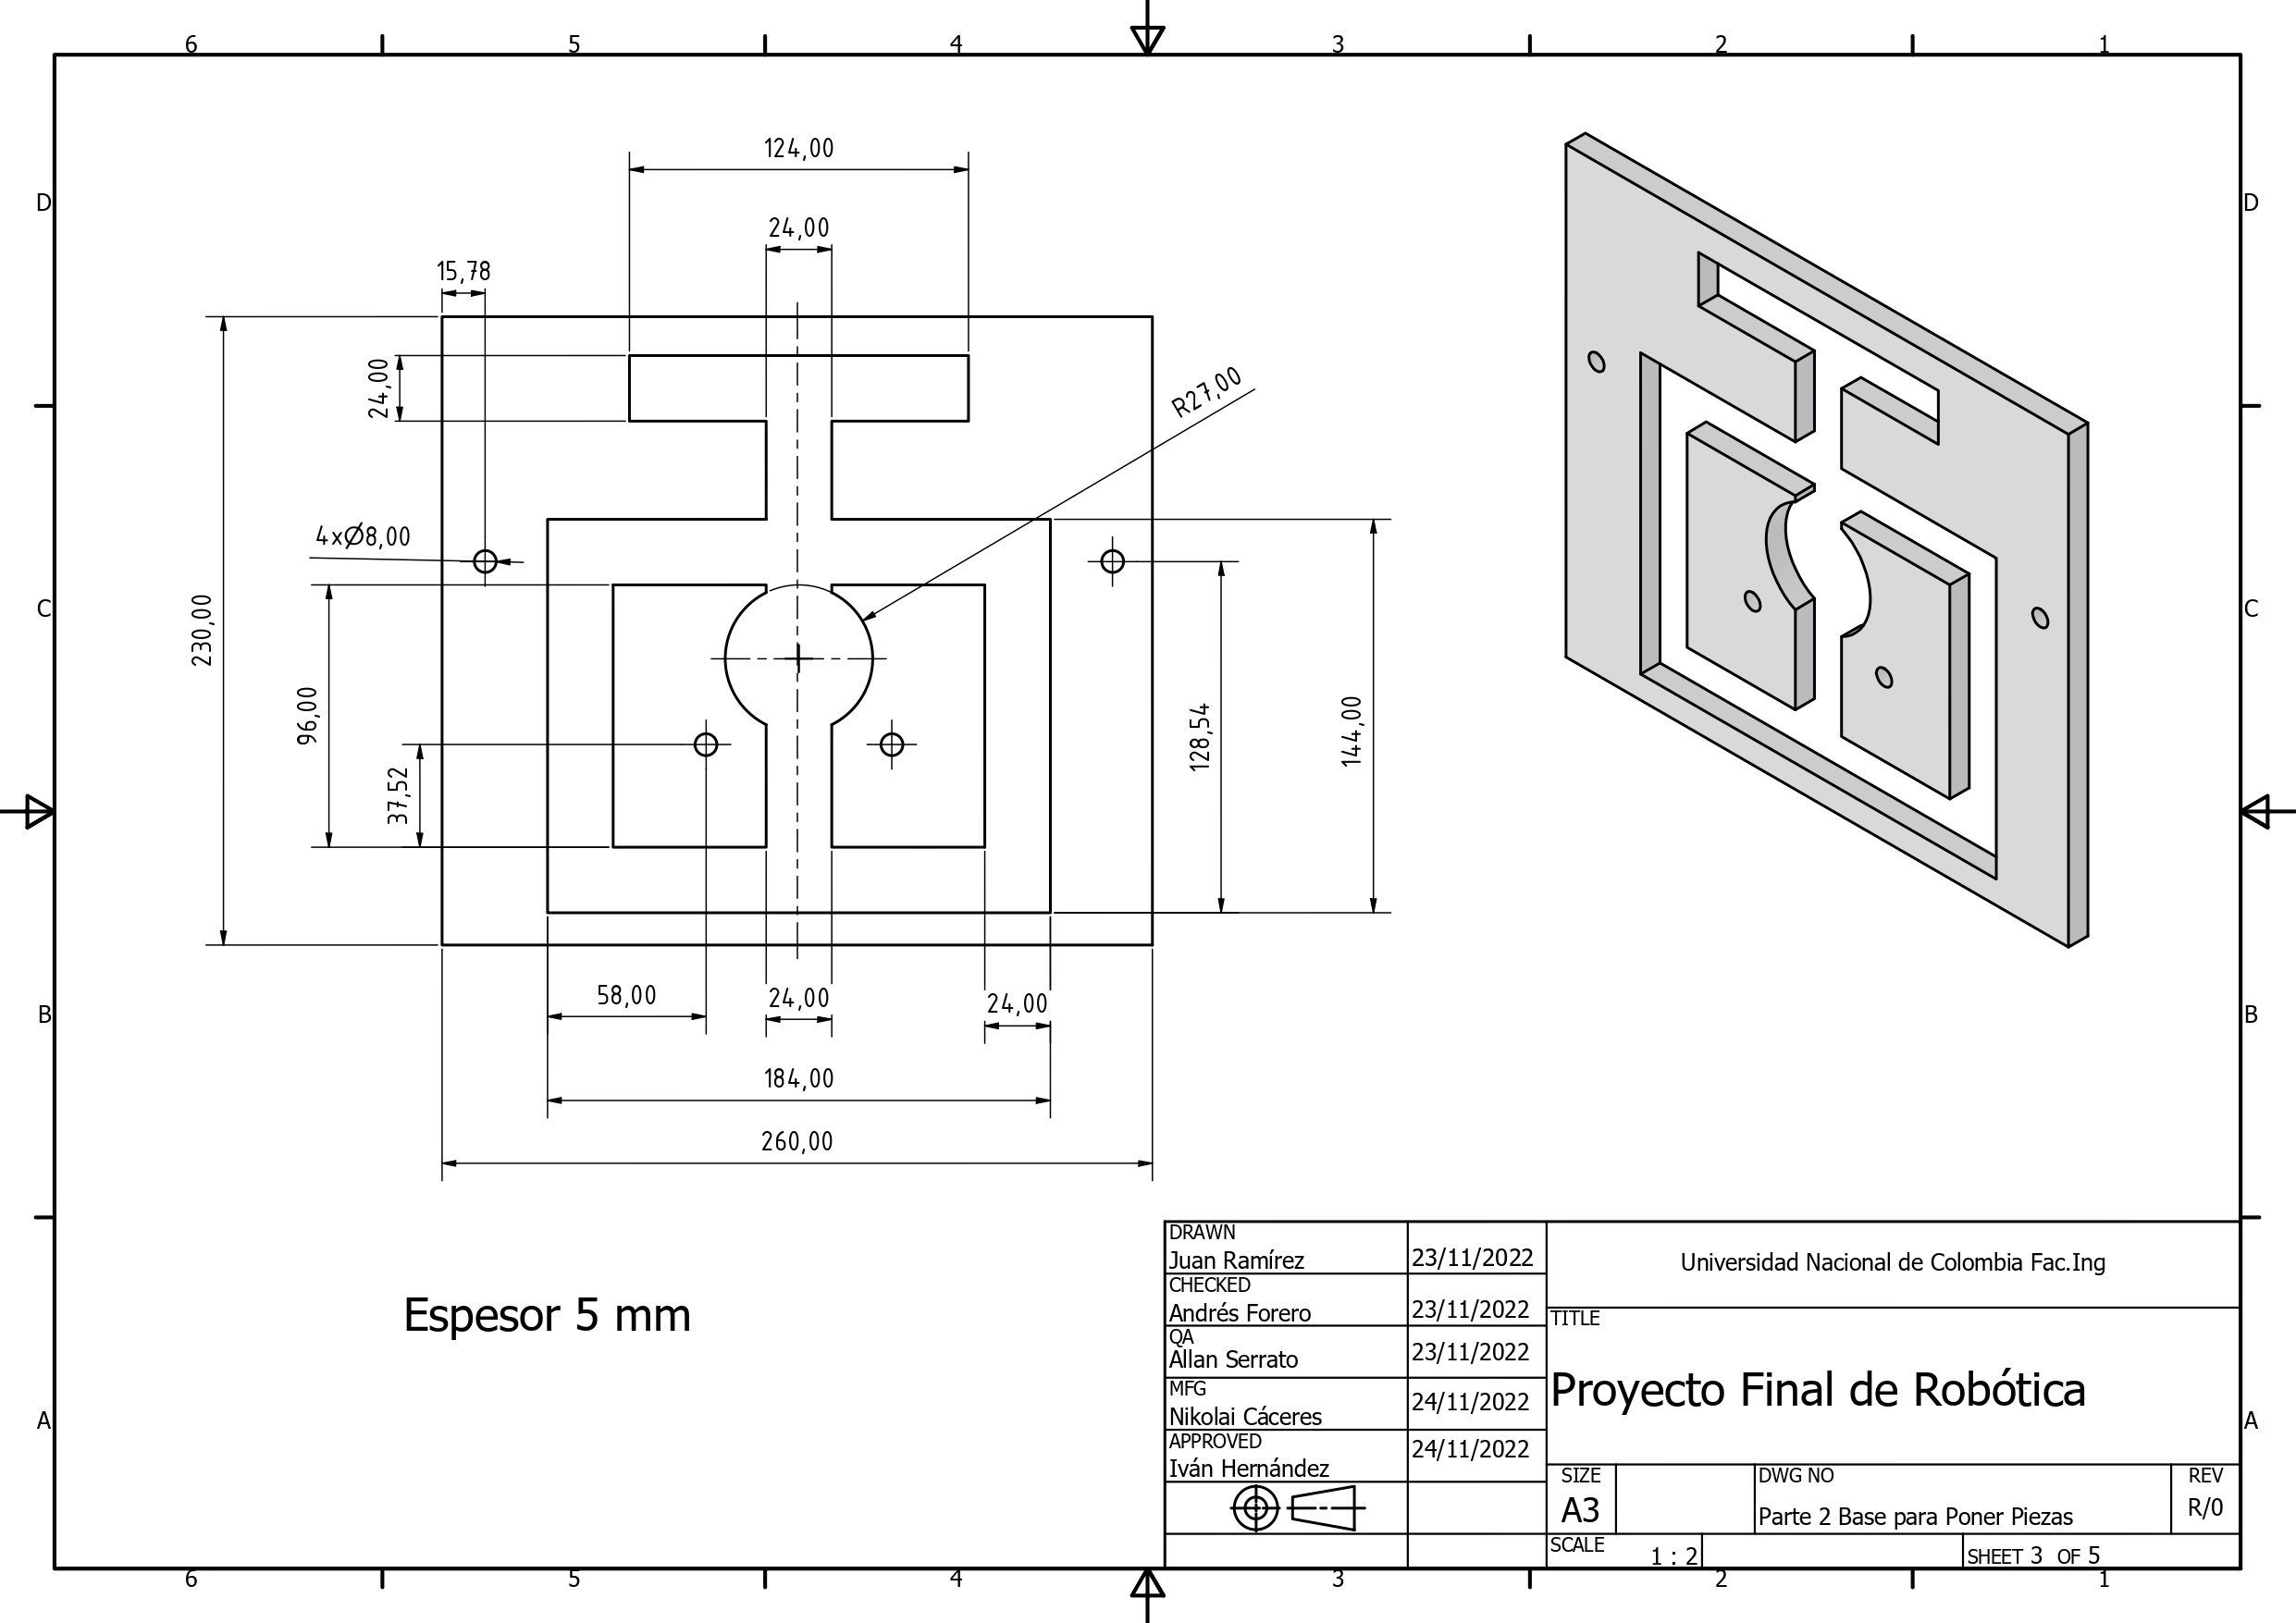 6 5 4 3 2 1
D D
C C
B B
A A
124,00
24,00
15,78
24,00
R27,00
4xØ8,00
230,00
96,00
37,52
128,54
144,00
58,00
24,00
24,00
184,00
260,00
Espesor 5 mm
DRAWN
Juan Ramírez 23/11/2022
CHECKED
Andrés Forero 23/11/2022
QA
Allan Serrato 23/11/2022
MFG
Nikolai Cáceres 24/11/2022
APPROVED
Iván Hernández 24/11/2022
Universidad Nacional de Colombia Fac.Ing
TITLE
Proyecto Final de Robótica
SIZE
A3
DWG NO
Parte 2 Base para Poner Piezas
REV
R/0
SCALE
1 : 2
SHEET 3 OF 5
6 5 4 3 2 1